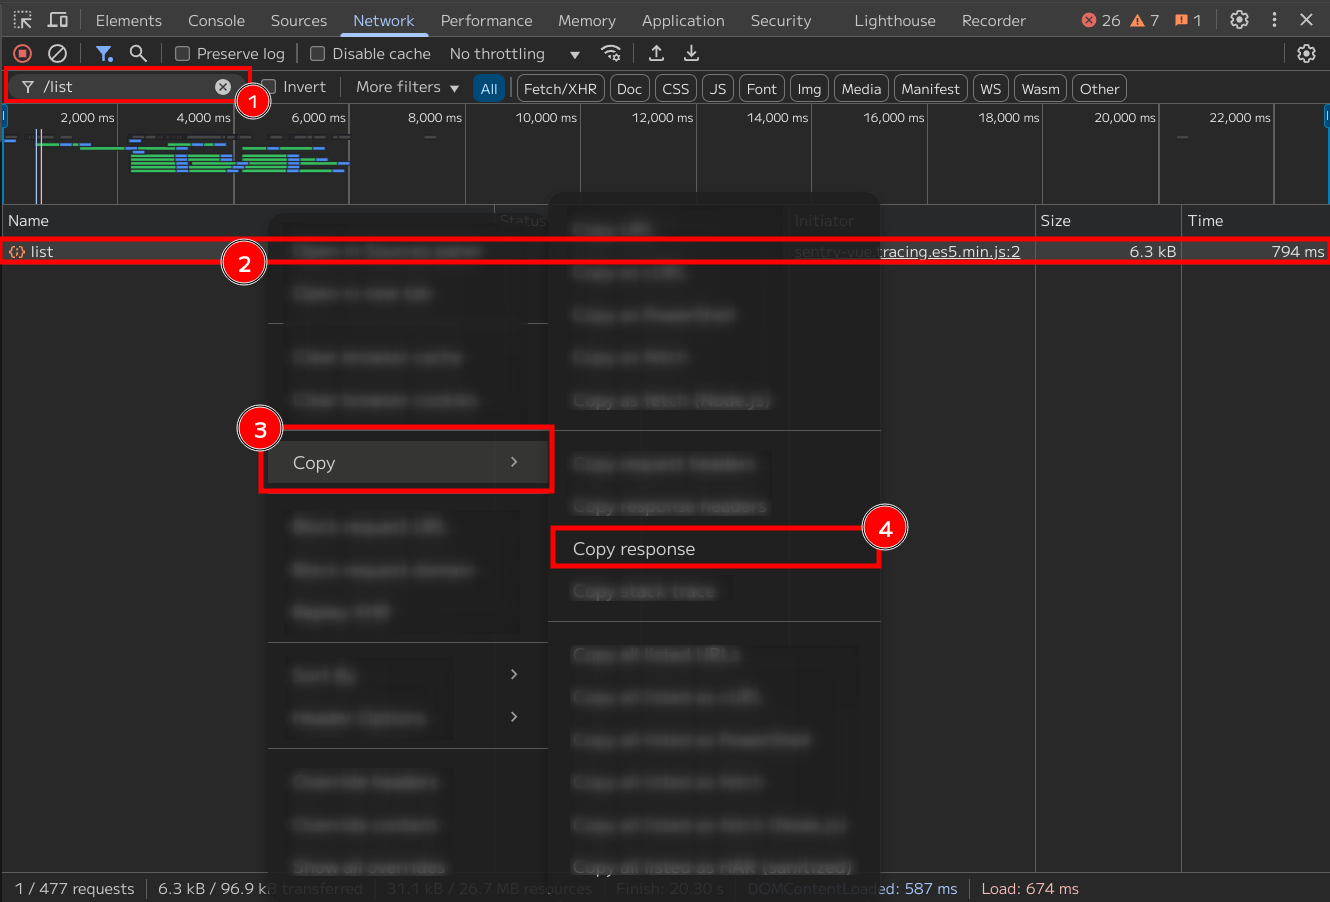 Elements Console Sources Network Performance Memory Application Security Lighthouse Recorder 26 7 1
Preserve log Disable cache No throttling
/list Invert More filters All Fetch/XHR Doc CSS JS Font Img Media Manifest WS Wasm Other
1
2,000 ms 4,000 ms 6,000 ms 8,000 ms 10,000 ms 12,000 ms 14,000 ms 16,000 ms 18,000 ms 20,000 ms 22,000 ms
Name Status Initiator Size Time
list sentry-vue.tracing.es5.min.js:2 6.3 kB 794 ms
2
Open in new tab
Clear browser cache
Clear browser cookies
3
Copy
Block request URL
Block request domain
Replay XHR
Sort By
Header Options
Override headers
Override content
Show all overrides
Copy URL
Copy as cURL
Copy as PowerShell
Copy as fetch
Copy as fetch (Node.js)
Copy request headers
Copy response headers
4
Copy response
Copy stack trace
Copy all listed URLs
Copy all listed as cURL
Copy all listed as PowerShell
Copy all listed as fetch
Copy all listed as fetch (Node.js)
Copy all listed as HAR (sanitized)
1 / 477 requests 6.3 kB / 96.9 kB transferred 31.1 kB / 26.7 MB resources Finish: 20.30 s DOMContentLoaded: 587 ms Load: 674 ms